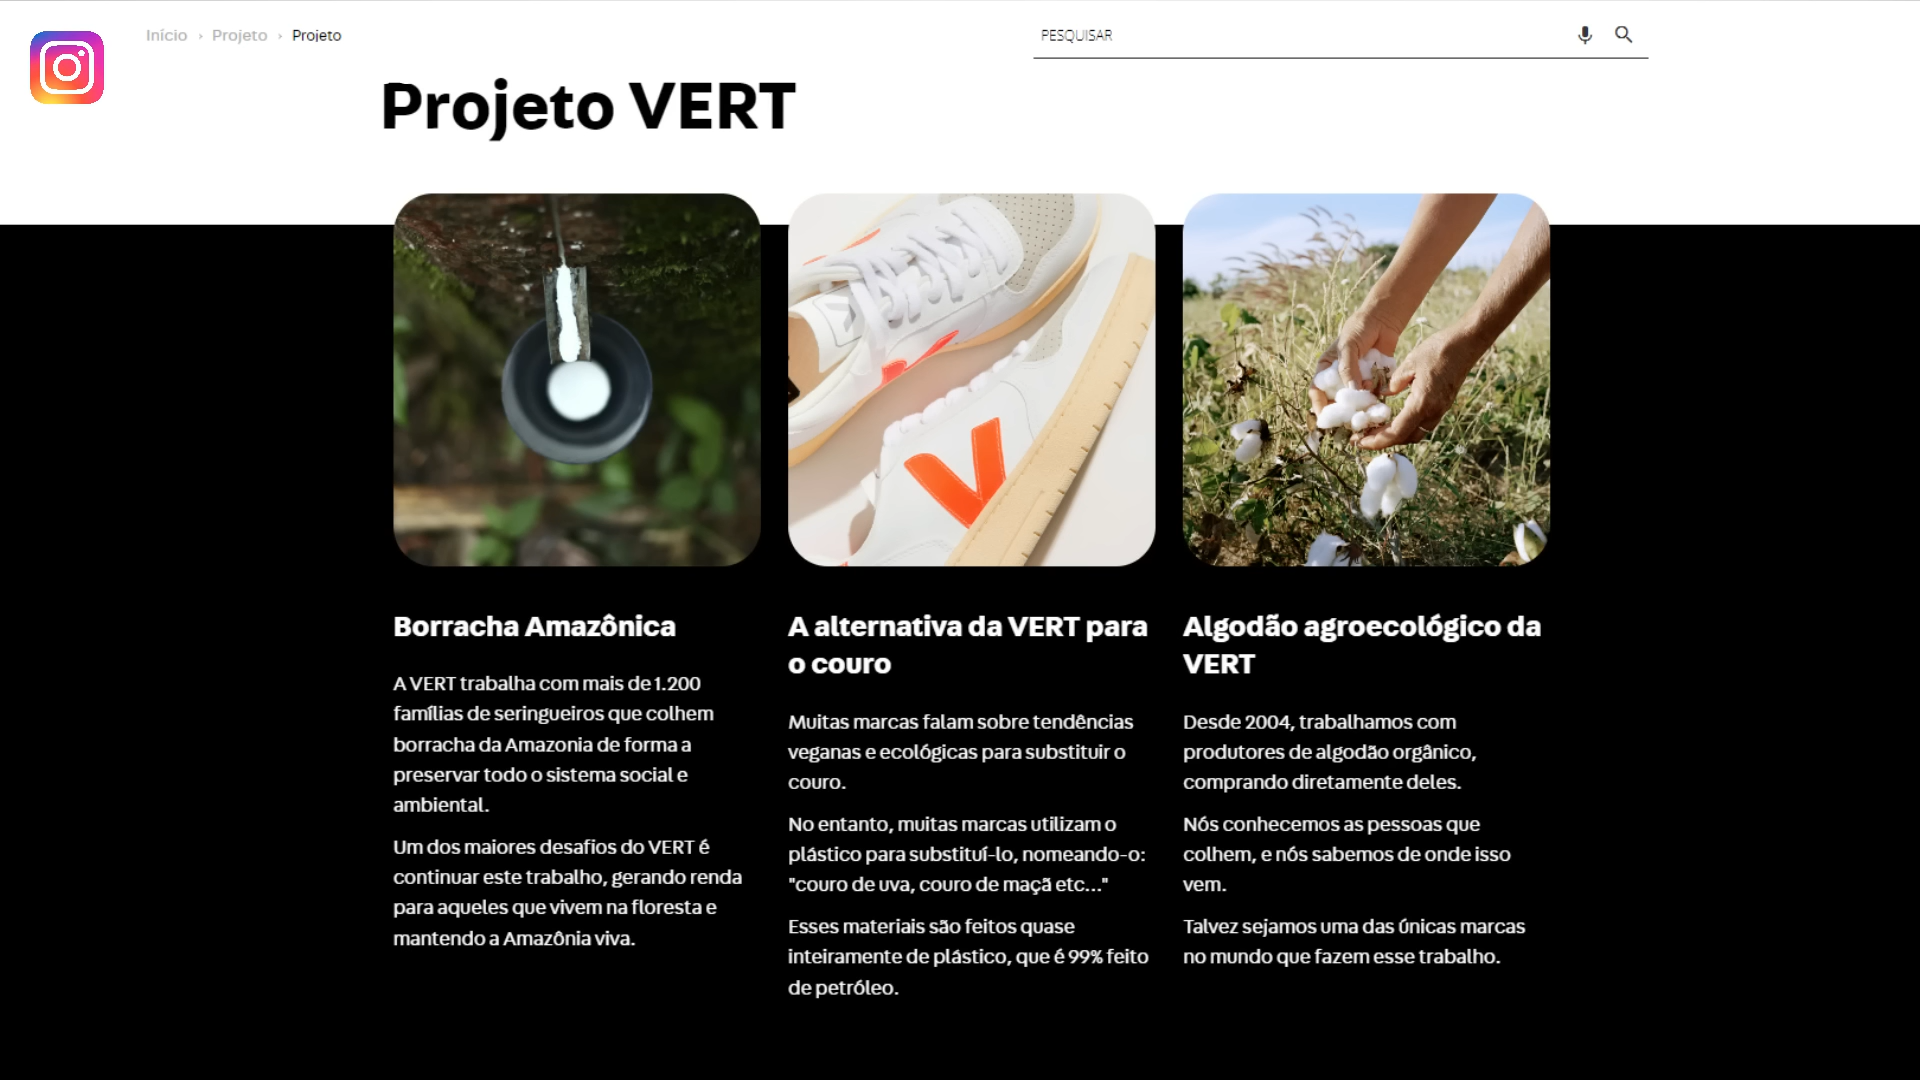 Início › Projeto › Projeto
PESQUISAR
Projeto VERT
Borracha Amazônica
A VERT trabalha com mais de 1.200
famílias de seringueiros que colhem
borracha da Amazonia de forma a
preservar todo o sistema social e
ambiental.
Um dos maiores desafios do VERT é
continuar este trabalho, gerando renda
para aqueles que vivem na floresta e
mantendo a Amazônia viva.
A alternativa da VERT para
o couro
Muitas marcas falam sobre tendências
veganas e ecológicas para substituir o
couro.
No entanto, muitas marcas utilizam o
plástico para substituí-lo, nomeando-o:
"couro de uva, couro de maçã etc..."
Esses materiais são feitos quase
inteiramente de plástico, que é 99% feito
de petróleo.
Algodão agroecológico da
VERT
Desde 2004, trabalhamos com
produtores de algodão orgânico,
comprando diretamente deles.
Nós conhecemos as pessoas que
colhem, e nós sabemos de onde isso
vem.
Talvez sejamos uma das únicas marcas
no mundo que fazem esse trabalho.